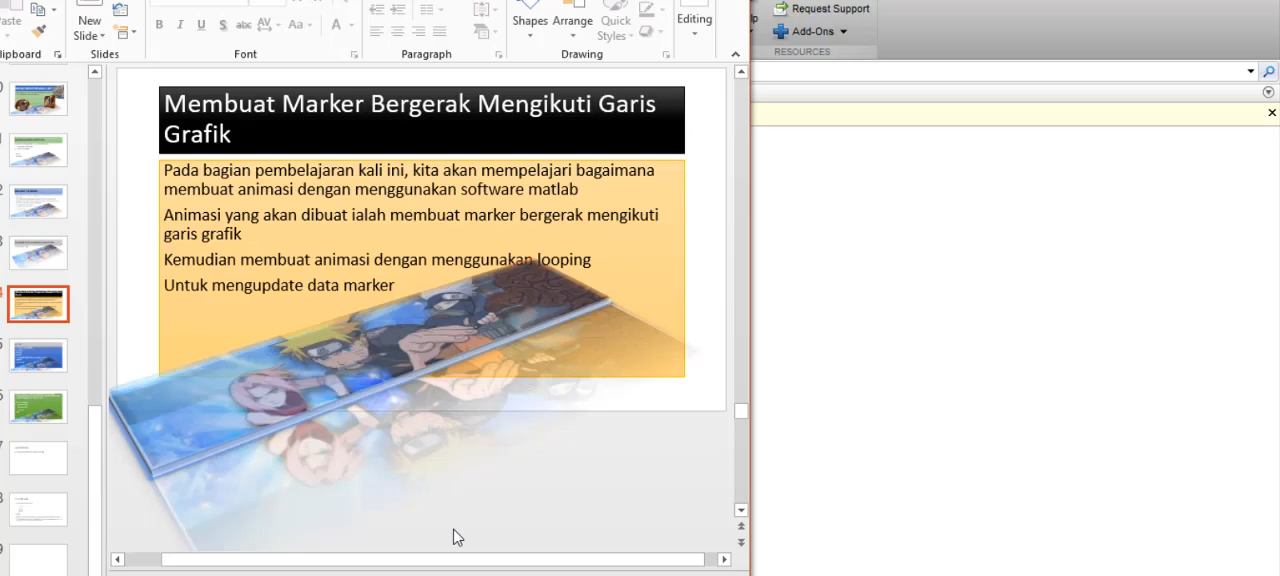 Request Support
Add-Ons
RESOURCES
New
Slide
Shapes
Arrange
Quick
Styles
Editing
B I U S abc AV Aa A
Slides
Font
Paragraph
Drawing
Membuat Marker Bergerak Mengikuti Garis
Grafik
Pada bagian pembelajaran kali ini, kita akan mempelajari bagaimana
membuat animasi dengan menggunakan software matlab
Animasi yang akan dibuat ialah membuat marker bergerak mengikuti
garis grafik
Kemudian membuat animasi dengan menggunakan looping
Untuk mengupdate data marker